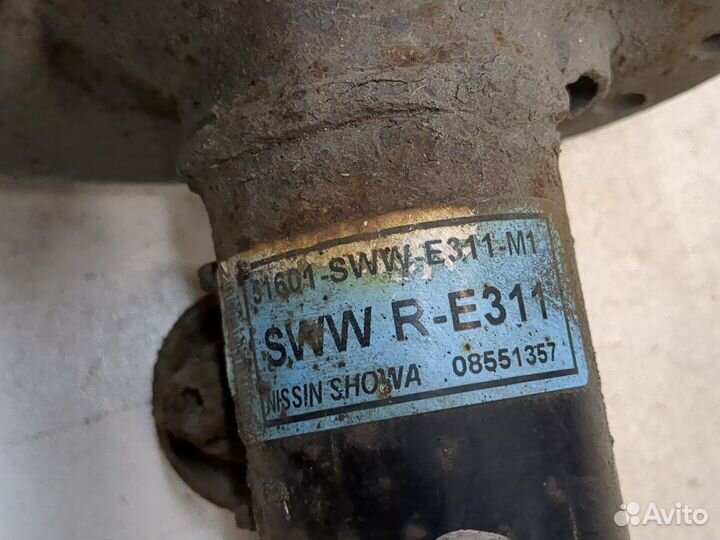 51601-SWW-E311-M1
SWW R-E311
NISSIN SHOWA 08551357
Avito